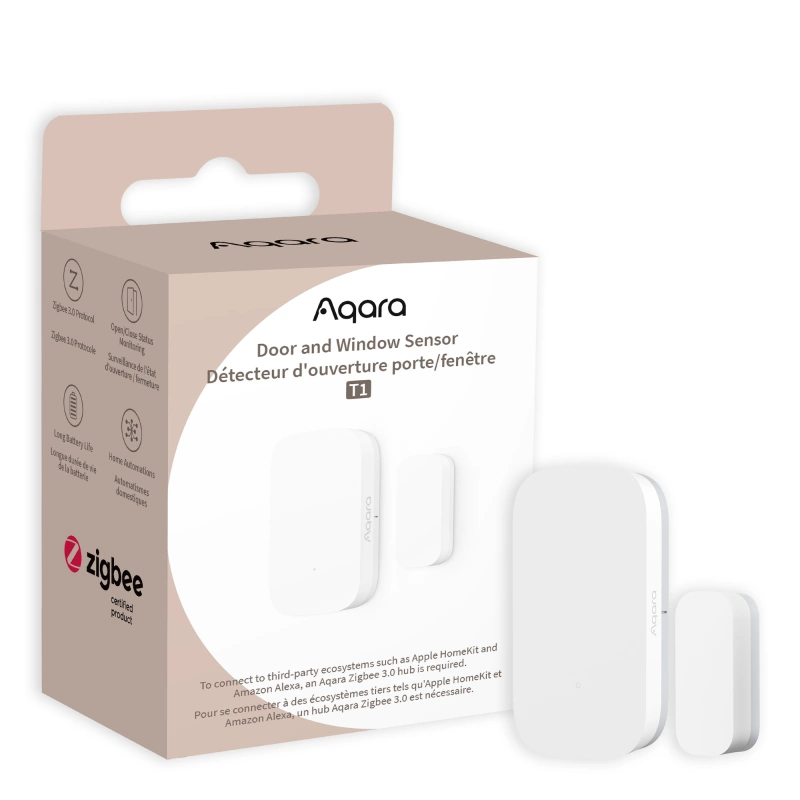 Aqara
Aqara
Door and Window Sensor
Détecteur d'ouverture porte/fenêtre
T1
Aqara
To connect to third-party ecosystems such as Apple HomeKit and
Amazon Alexa, an Aqara Zigbee 3.0 hub is required.
Pour se connecter à des écosystèmes tiers tels qu'Apple HomeKit et
Amazon Alexa, un hub Aqara Zigbee 3.0 est nécessaire.
Z
Zigbee 3.0 Protocol
Zigbee 3.0 Protocole
Open/Close Status
Monitoring
Surveillance de l'état
d'ouverture / fermeture
Long Battery Life
Longue durée de vie
de la batterie
Home Automations
Automatismes
domestiques
zigbee
certified
product
Aqara